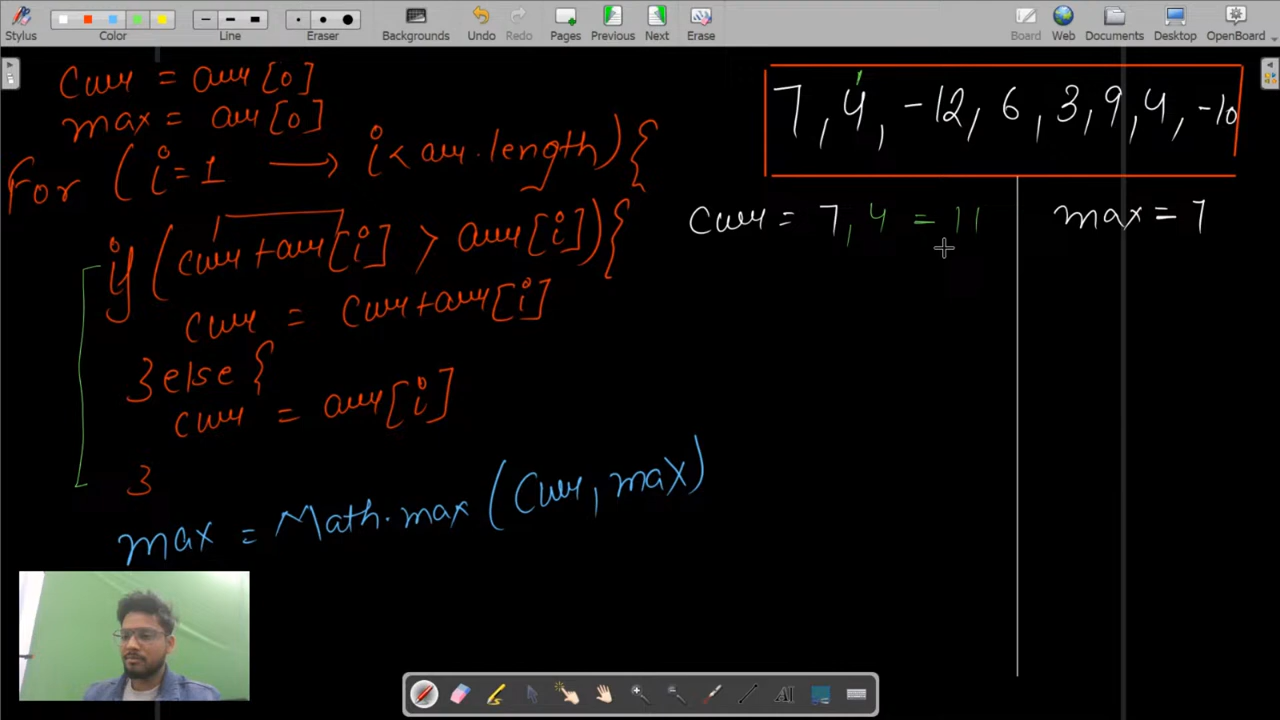 Stylus
Color
Line
Eraser
Backgrounds
Undo
Redo
Pages
Previous
Next
Erase
Board
Web
Documents
Desktop
OpenBoard
Curr = arr[0]
max = arr[0]
For (i=1 → i< arr.length){
if (curr+arr[i] > arr[i]){
curr = curr+arr[i]
}else {
curr = arr[i]
}
max = Math.max (Curr, max)
7, 4, -12, 6, 3, 9, 4, -10
Curr = 7, 4 = 11
max = 7
AI